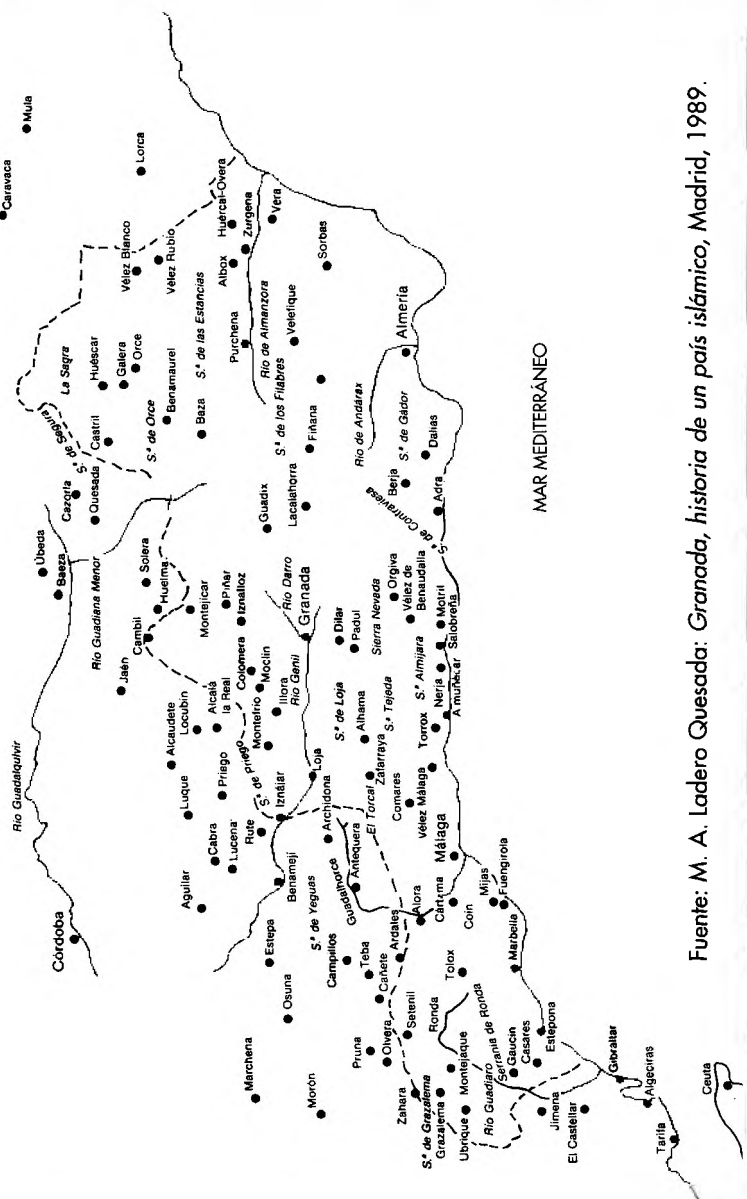 Caravaca
Mula
Lorca
La Sagra
Vélez Blanco
Vélez Rubio
Huéscar
Galera
Orce
S.ª de Segura
Castril
Cazorla
Quesada
Úbeda
Baeza
Río Guadalquivir
Río Guadiana Menor
Jaén
Cambil
Solera
Huelma
Montejícar
Piñar
Iznalloz
S.ª de Orce
Benamaurel
Baza
S.ª de las Estancias
Albox
Huércal-Overa
Zurgena
Vera
Purchena
Río de Almanzora
Velefique
Sorbas
S.ª de los Filabres
Guadix
Lacalahorra
Fiñana
Río de Andárax
Almería
S.ª de Gádor
Dalías
Berja
Adra
S.ª de Contraviesa
Córdoba
Alcaudete
Locubín
Alcalá la Real
Luque
Priego
S.ª de Priego
Cabra
Lucena
Aguilar
Rute
Iznájar
Benamejí
Montefrío
Colomera
Moclín
Illora
Río Genil
Río Darro
Granada
Loja
S.ª de Loja
Dílar
Padul
Sierra Nevada
Orgiva
Vélez de Benaudalla
Motril
Salobreña
Alhama
Zafarraya
S.ª Tejeda
S.ª Almijara
Nerja
A muñécar
Torrox
Vélez Málaga
Comares
El Torcal
Archidona
Antequera
Guadalhorce
S.ª de Yeguas
Estepa
Osuna
Marchena
Morón
Campillos
Teba
Cañete
Ardales
Alora
Cártama
Málaga
Coín
Mijas
Fuengirola
Tolox
Marbella
Pruna
Olvera
Setenil
Zahara
Ronda
S.ª de Grazalema
Grazalema
Montejaque
Ubrique
Serranía de Ronda
Río Guadiaro
Gaucín
Casares
Estepona
Jimena
El Castellar
Gibraltar
Algeciras
Tarifa
Ceuta
MAR MEDITERRÁNEO
Fuente: M. A. Ladero Quesada: Granada, historia de un país islámico, Madrid, 1989.